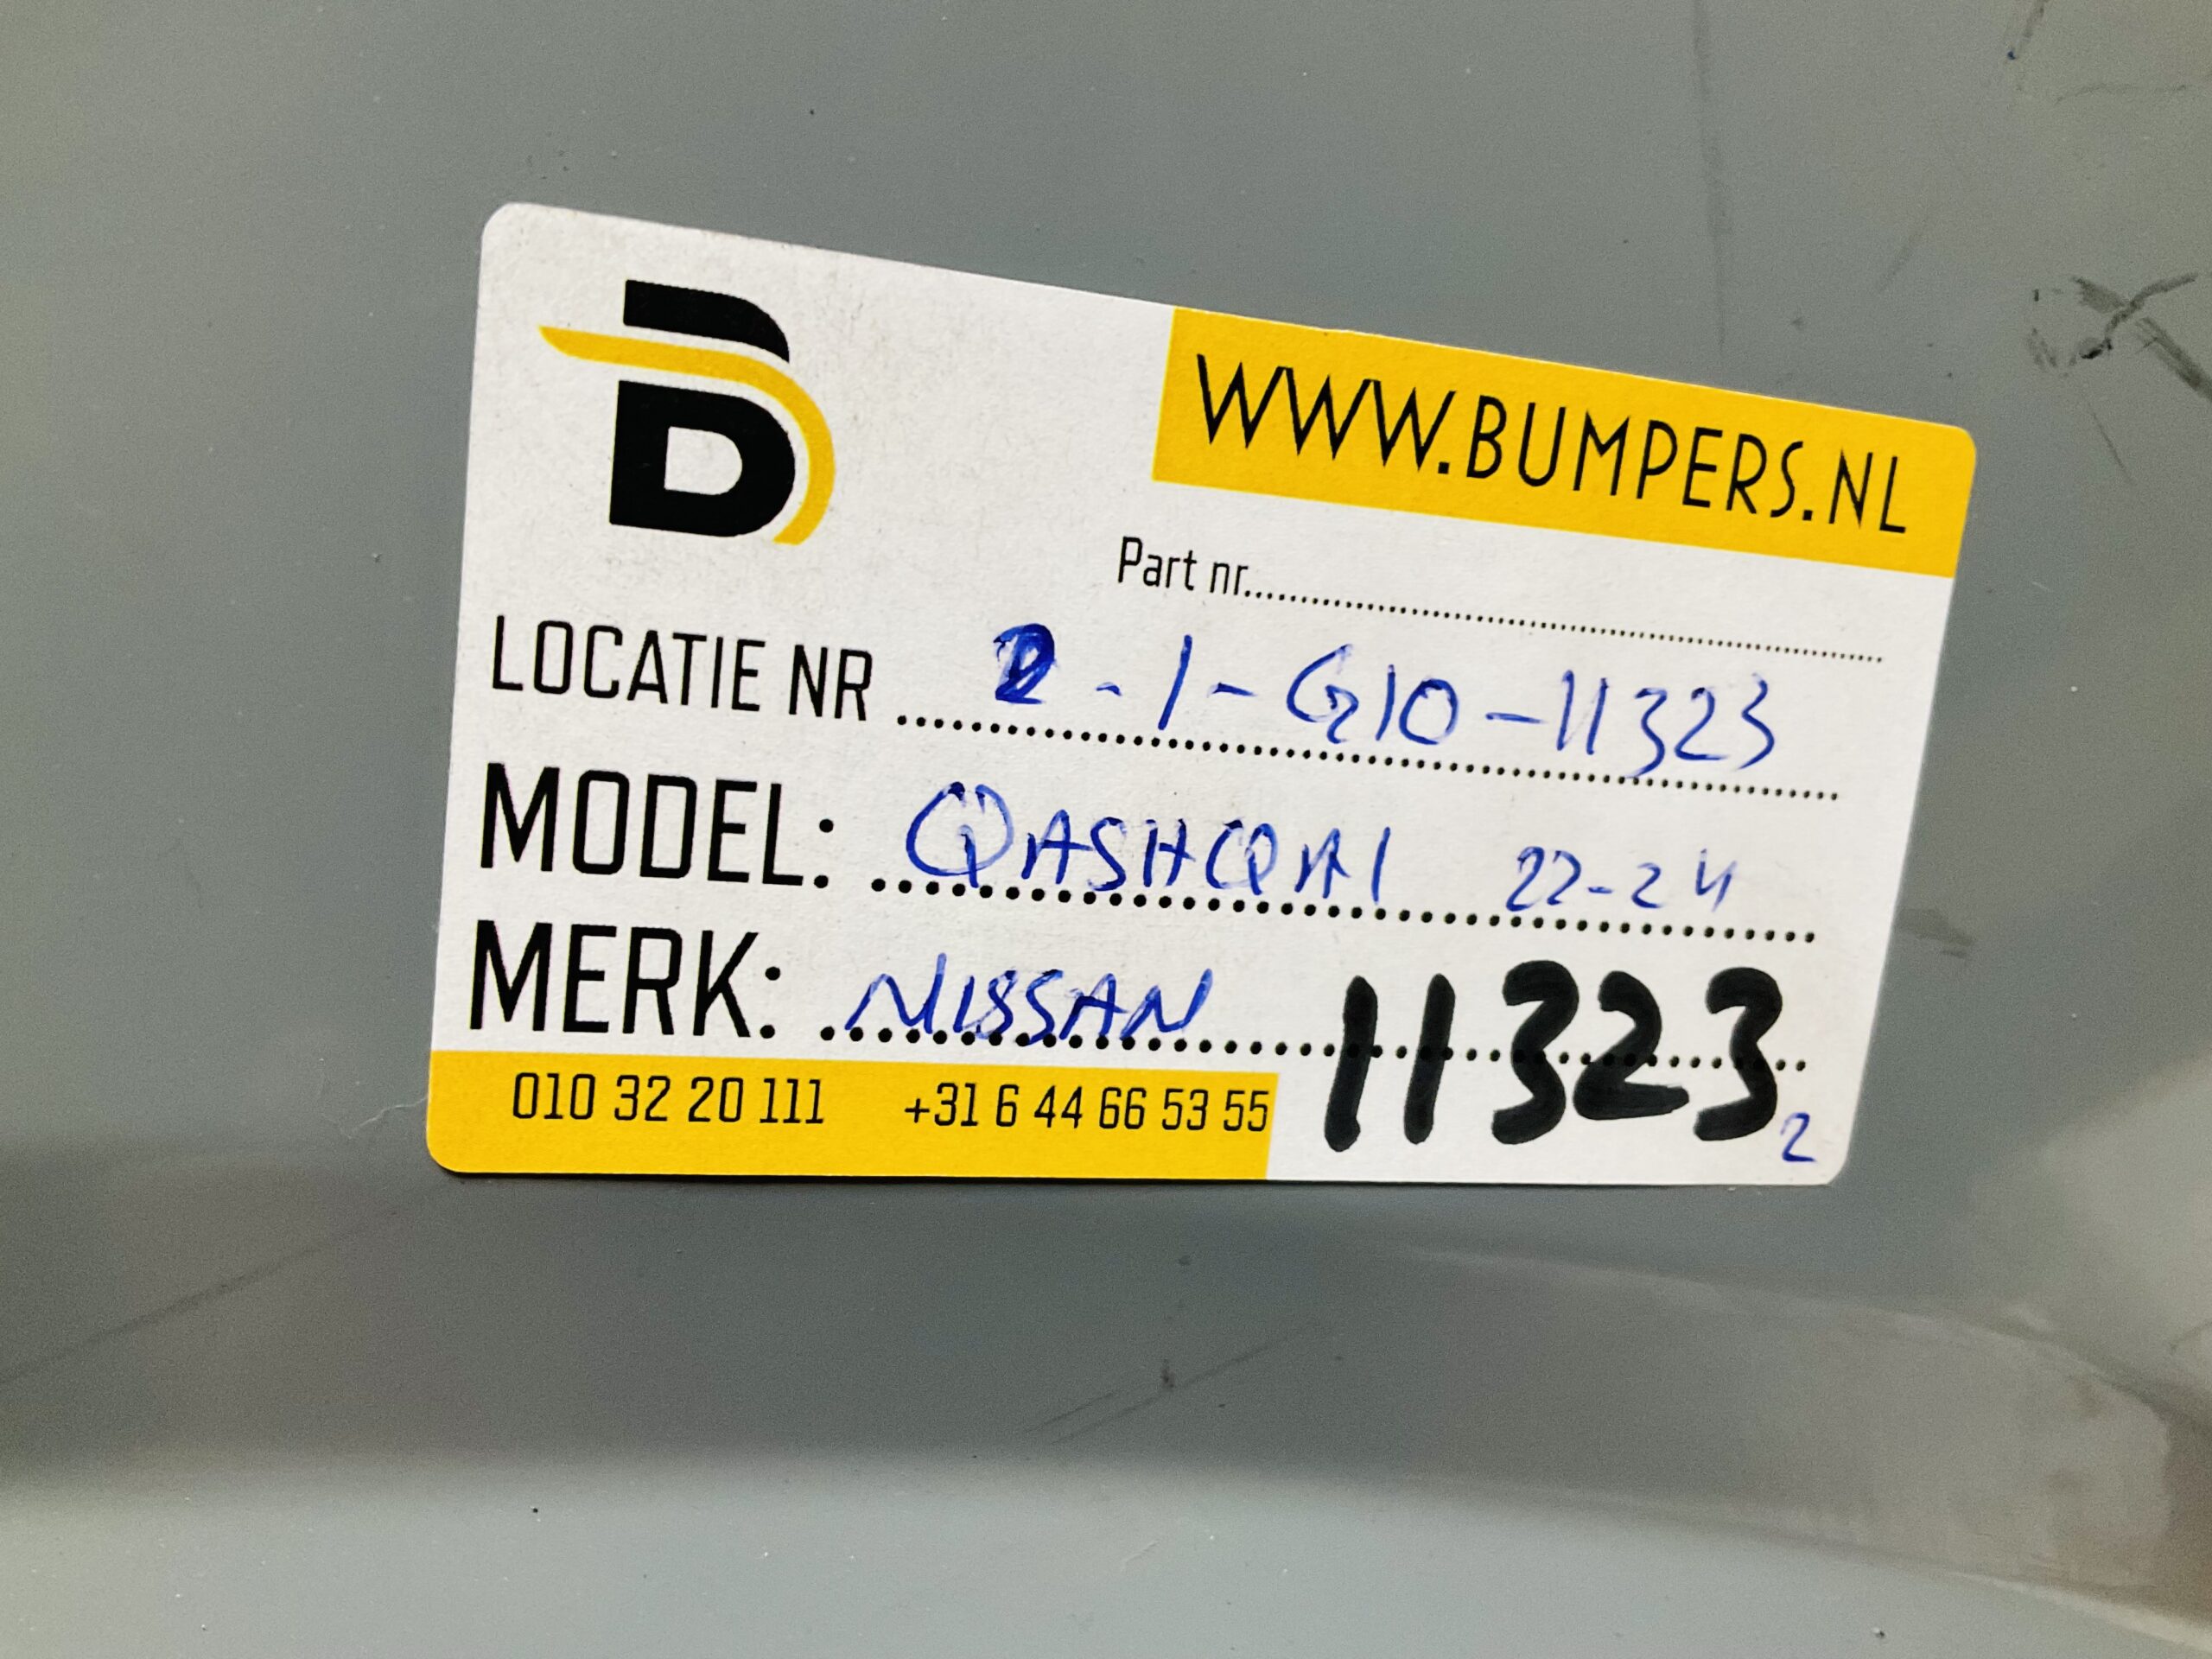 B
WWW.BUMPERS.NL
Part nr..........
LOCATIE NR .......... 2-1-G10-11323
MODEL: .......... QASHQAI 22-24
MERK: .......... NISSAN 11323
2
010 32 20 111 +31 6 44 66 53 55